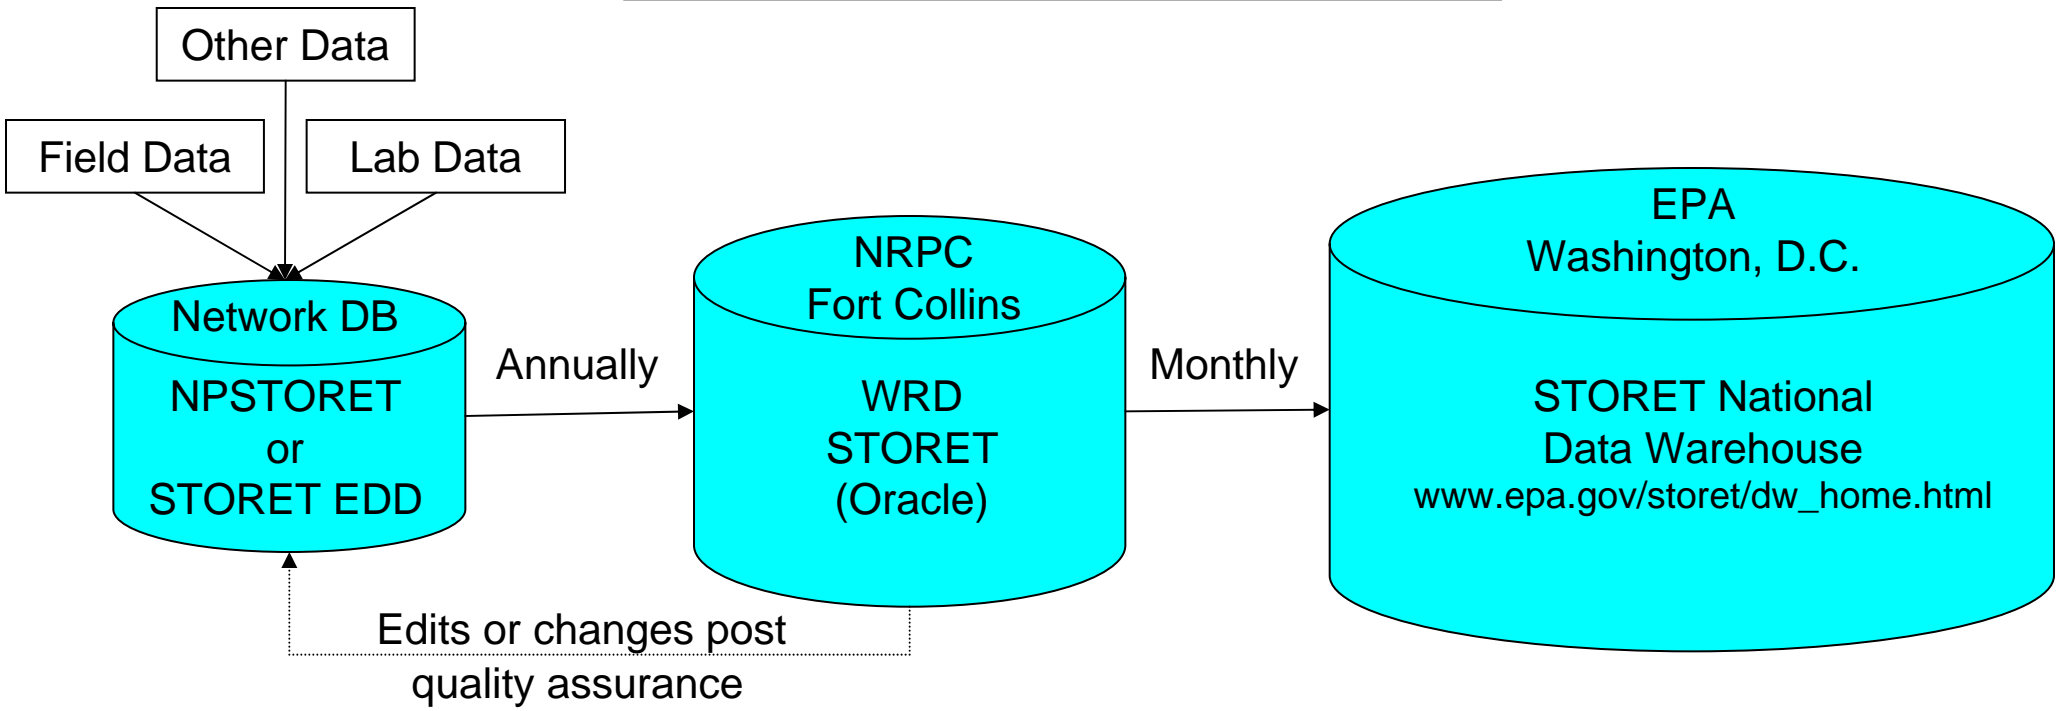 Other Data
Field Data
Lab Data
Network DB
NPSTORET
or
STORET EDD
Annually
NRPC
Fort Collins
WRD
STORET
(Oracle)
Monthly
EPA
Washington, D.C.
STORET National
Data Warehouse
www.epa.gov/storet/dw_home.html
Edits or changes post
quality assurance